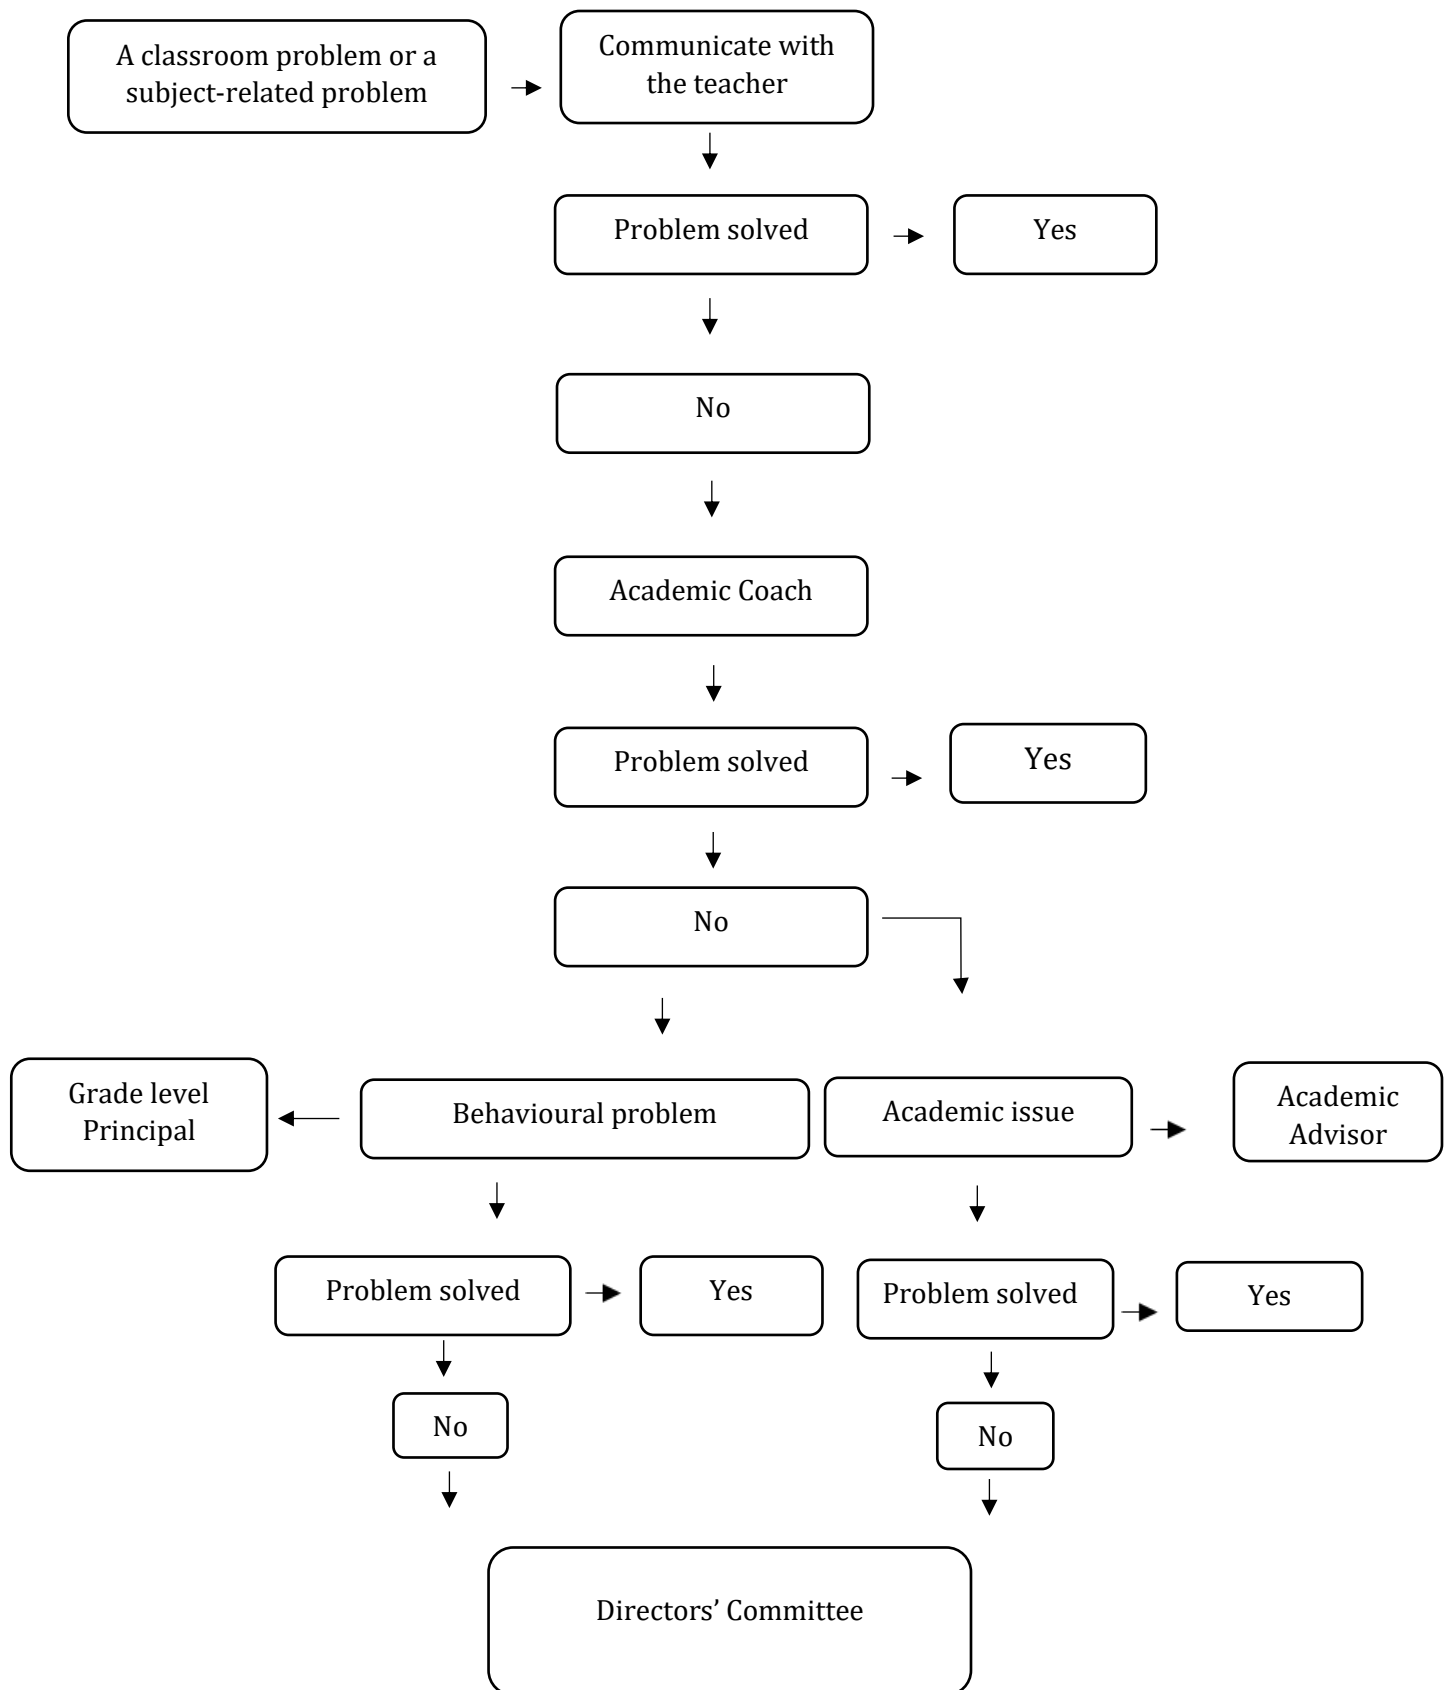 A classroom problem or a
subject-related problem
Communicate with
the teacher
Problem solved
Yes
No
Academic Coach
Problem solved
Yes
No
Grade level
Principal
Behavioural problem
Academic issue
Academic
Advisor
Problem solved
Yes
Problem solved
Yes
No
No
Directors’ Committee